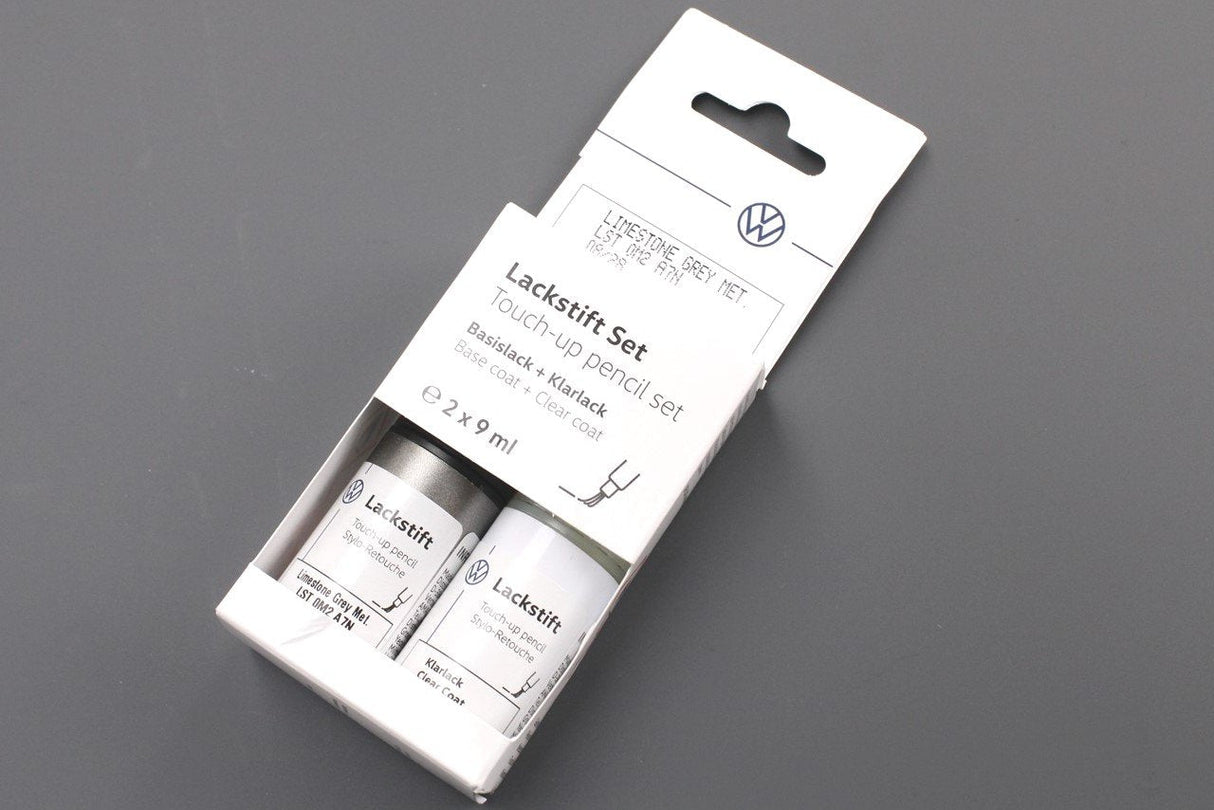 LIMESTONE GREY MET.
LST 0M2 A7N
Lackstift Set
Touch-up pencil set
Basislack + Klarlack
Base coat + Clear coat
℮ 2 x 9 ml
Lackstift
Touch-up pencil
Stylo-Retouche
Limestone Grey Met.
LST 0M2 A7N
Lackstift
Touch-up pencil
Stylo-Retouche
Klarlack
Clear Coat